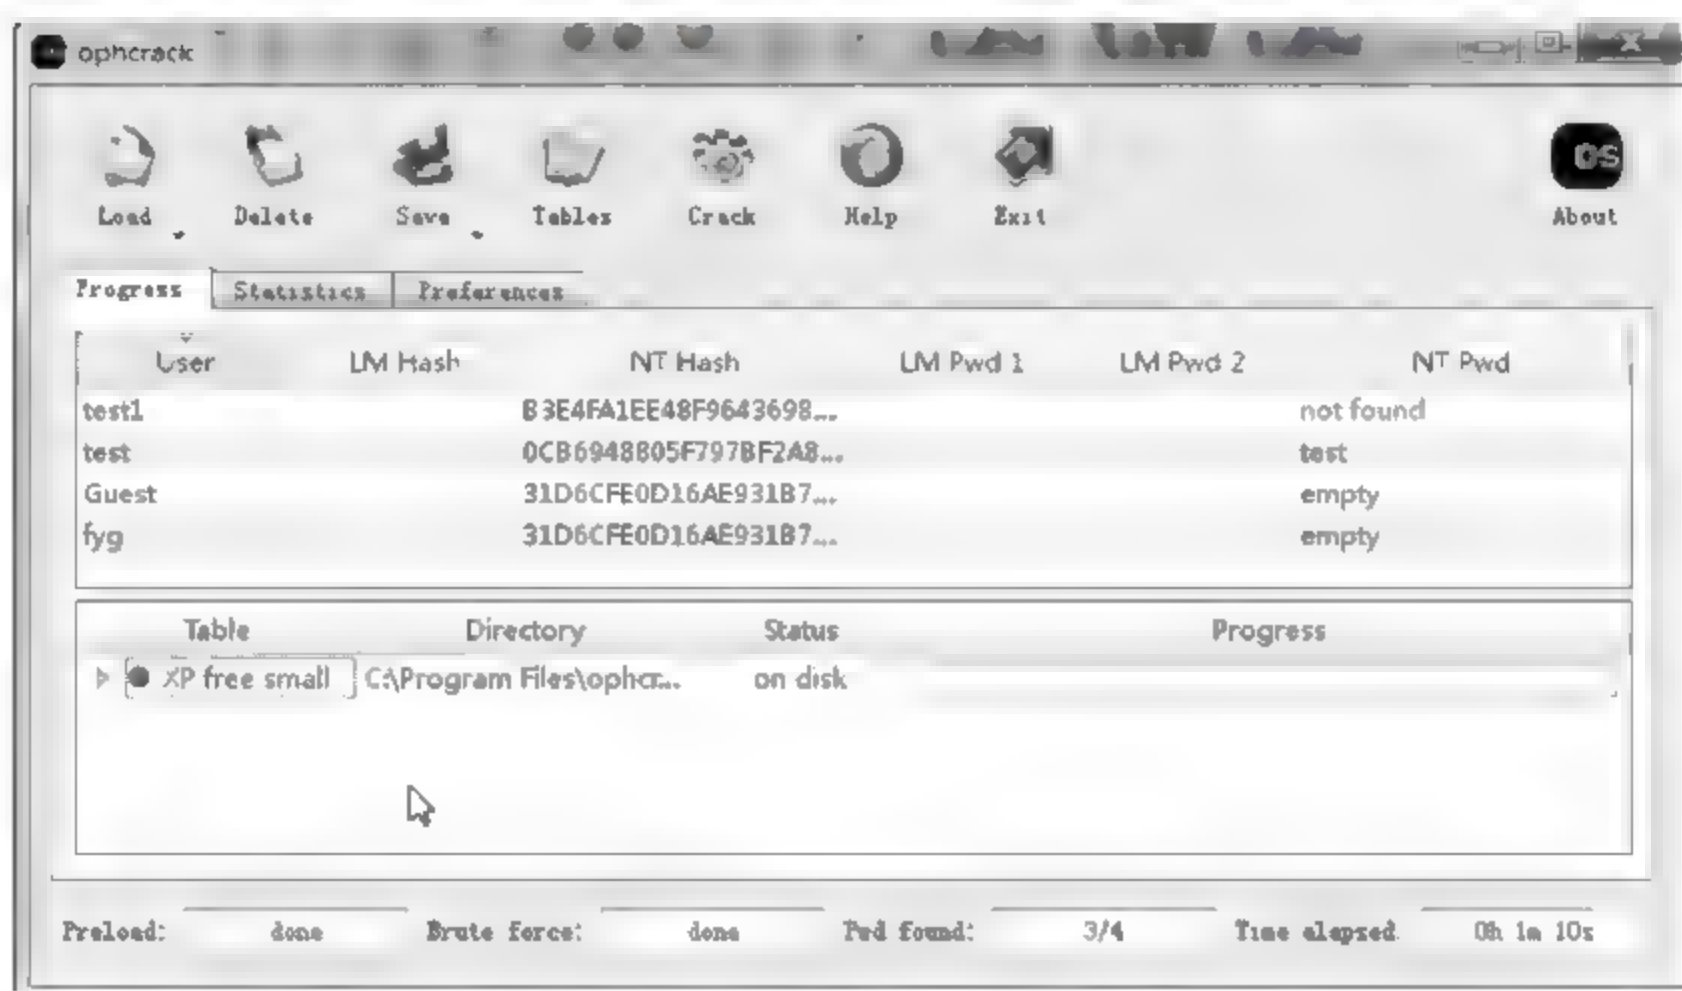 ophcrack
Load Delete Save Tables Crack Help Exit About
OS
Progress Statistics Preferences
User LM Hash NT Hash LM Pwd 1 LM Pwd 2 NT Pwd
test1 B3E4FA1EE48F9643698... not found
test 0CB6948805F797BF2A8... test
Guest 31D6CFE0D16AE931B7... empty
fyg 31D6CFE0D16AE931B7... empty
Table Directory Status Progress
XP free small C:\Program Files\ophcr... on disk
Preload: done Brute force: done Pwd found: 3/4 Time elapsed: 0h 1m 10s